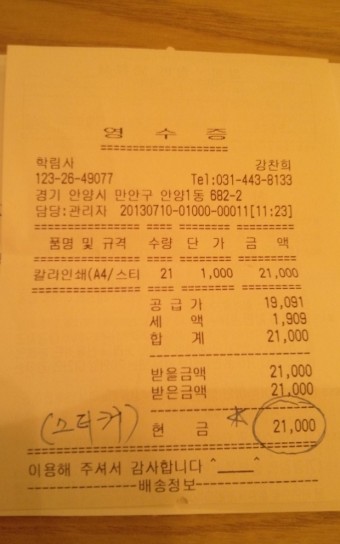 영 수 증
====================
학림사 강찬희
123-26-49077 Tel:031-443-8133
경기 안양시 만안구 안양1동 682-2
담당:관리자 20130710-01000-00011[11:23]
품명 및 규격 수량 단 가 금 액
칼라인쇄(A4/스티 21 1,000 21,000
공 급 가 19,091
세 액 1,909
합 계 21,000
받을금액 21,000
받은금액 21,000
(스티커) 현 금 * 21,000
이용해 주셔서 감사합니다 ^____^
---------------배송정보---------------